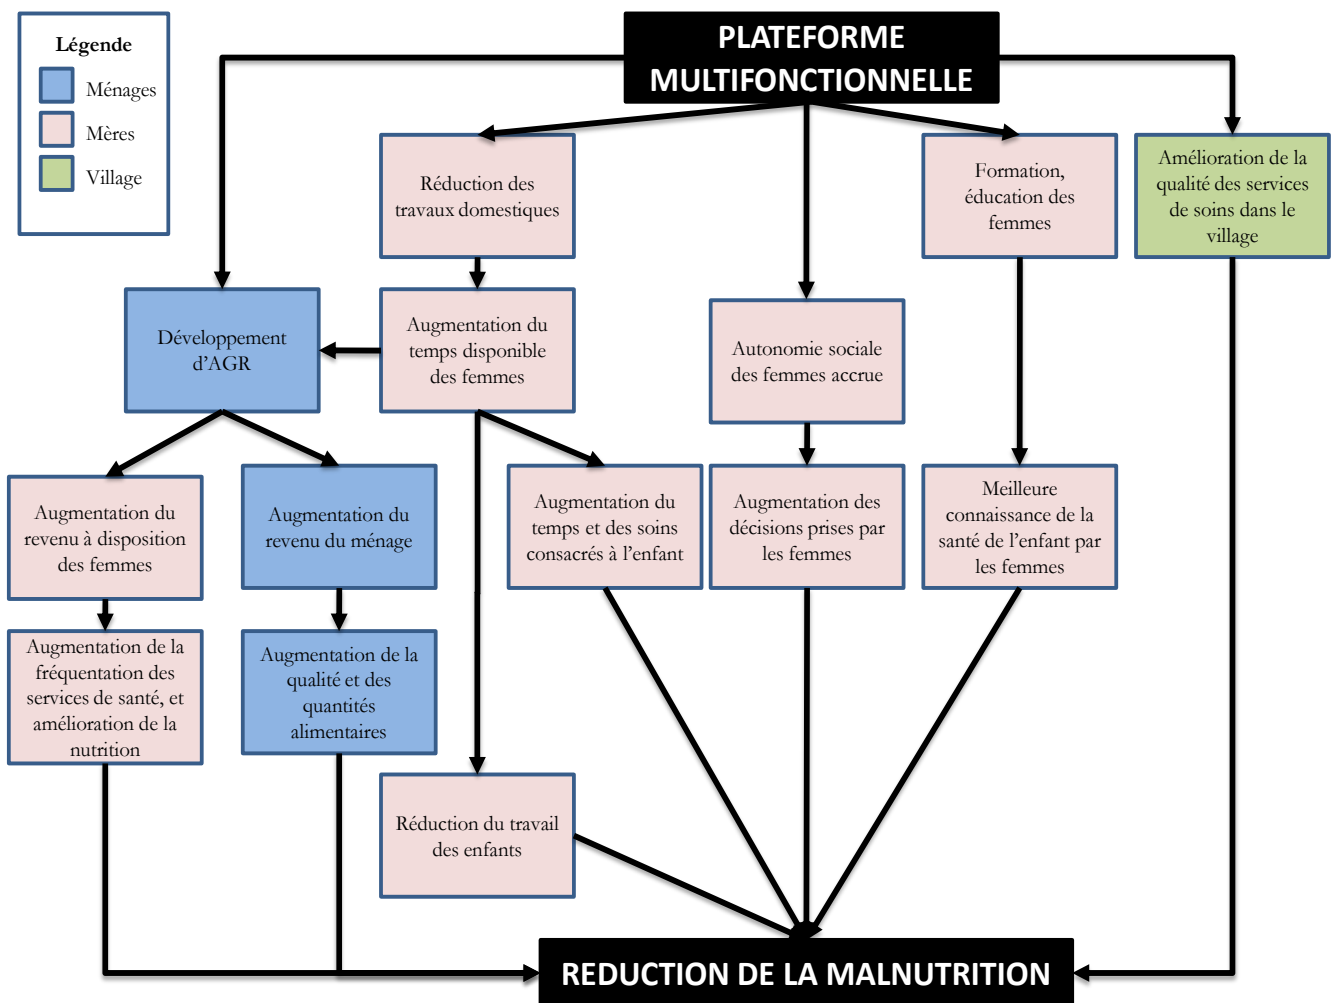 Légende
Ménages
Mères
Village
PLATEFORME
MULTIFONCTIONNELLE
Réduction des
travaux domestiques
Formation,
éducation des
femmes
Amélioration de la
qualité des services
de soins dans le
village
Développement
d’AGR
Augmentation du
temps disponible
des femmes
Autonomie sociale
des femmes accrue
Augmentation du
revenu à disposition
des femmes
Augmentation du
revenu du ménage
Augmentation du
temps et des soins
consacrés à l’enfant
Augmentation des
décisions prises par
les femmes
Meilleure
connaissance de la
santé de l’enfant par
les femmes
Augmentation de la
fréquentation des
services de santé, et
amélioration de la
nutrition
Augmentation de la
qualité et des
quantités
alimentaires
Réduction du travail
des enfants
REDUCTION DE LA MALNUTRITION